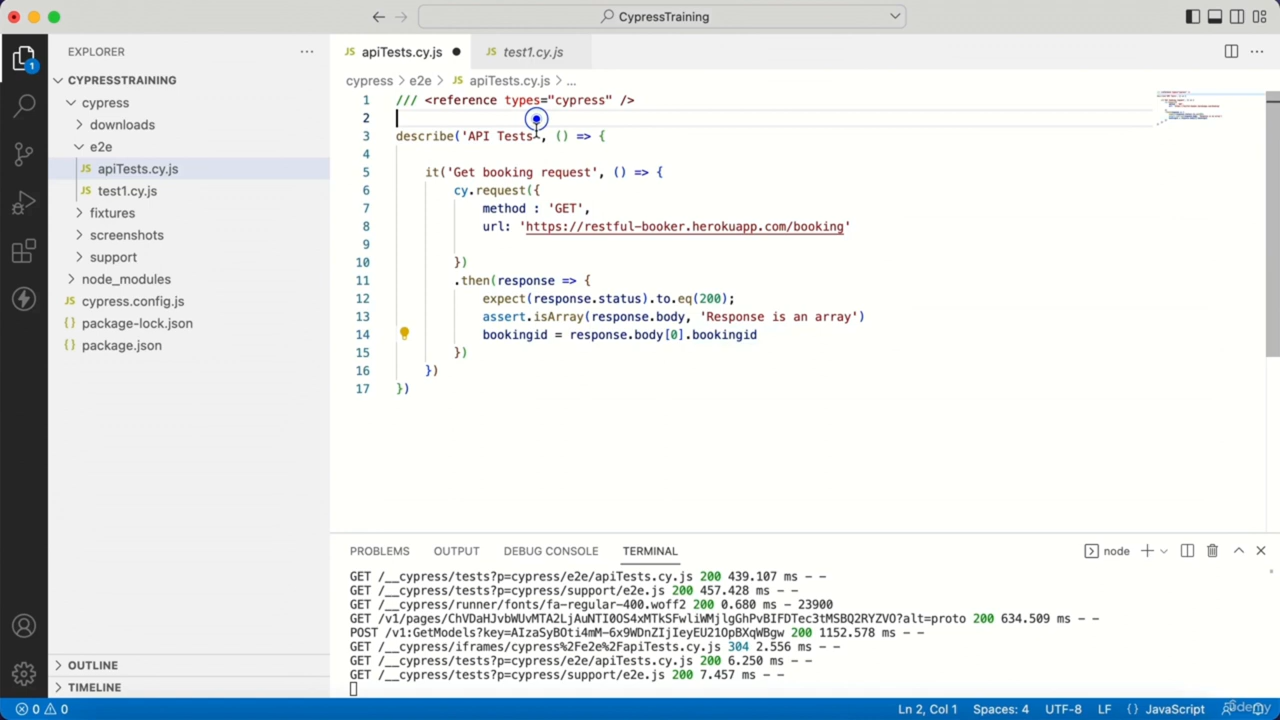 CypressTraining
EXPLORER
CYPRESSTRAINING
cypress
downloads
e2e
JS apiTests.cy.js
JS test1.cy.js
fixtures
screenshots
support
node_modules
JS cypress.config.js
{} package-lock.json
{} package.json
OUTLINE
TIMELINE
JS apiTests.cy.js
JS test1.cy.js
cypress > e2e > JS apiTests.cy.js > ...
1 /// <reference types="cypress" />
2
3 describe('API Tests', () => {
4
5 it('Get booking request', () => {
6 cy.request({
7 method : 'GET',
8 url: 'https://restful-booker.herokuapp.com/booking'
9
10 })
11 .then(response => {
12 expect(response.status).to.eq(200);
13 assert.isArray(response.body, 'Response is an array')
14 bookingid = response.body[0].bookingid
15 })
16 })
17 })
PROBLEMS OUTPUT DEBUG CONSOLE TERMINAL
node
GET /__cypress/tests?p=cypress/e2e/apiTests.cy.js 200 439.107 ms - -
GET /__cypress/tests?p=cypress/support/e2e.js 200 457.428 ms - -
GET /__cypress/runner/fonts/fa-regular-400.woff2 200 0.680 ms - 23900
GET /v1/pages/ChVDaHJvbWUvMTA2LjAuNTI0OS4xMTkSFwliWMjlgGhPvBIFDTec3tMSBQ2RYZVO?alt=proto 200 634.509 ms - -
POST /v1:GetModels?key=AIzaSyBOti4mM-6x9WDnZIjIeyEU21OpBXqWBgw 200 1152.578 ms - -
GET /__cypress/iframes/cypress%2Fe2e%2FapiTests.cy.js 304 2.556 ms - -
GET /__cypress/tests?p=cypress/e2e/apiTests.cy.js 200 6.250 ms - -
GET /__cypress/tests?p=cypress/support/e2e.js 200 7.457 ms - -
0 0
Ln 2, Col 1 Spaces: 4 UTF-8 LF {} JavaScript
1
ûdemy